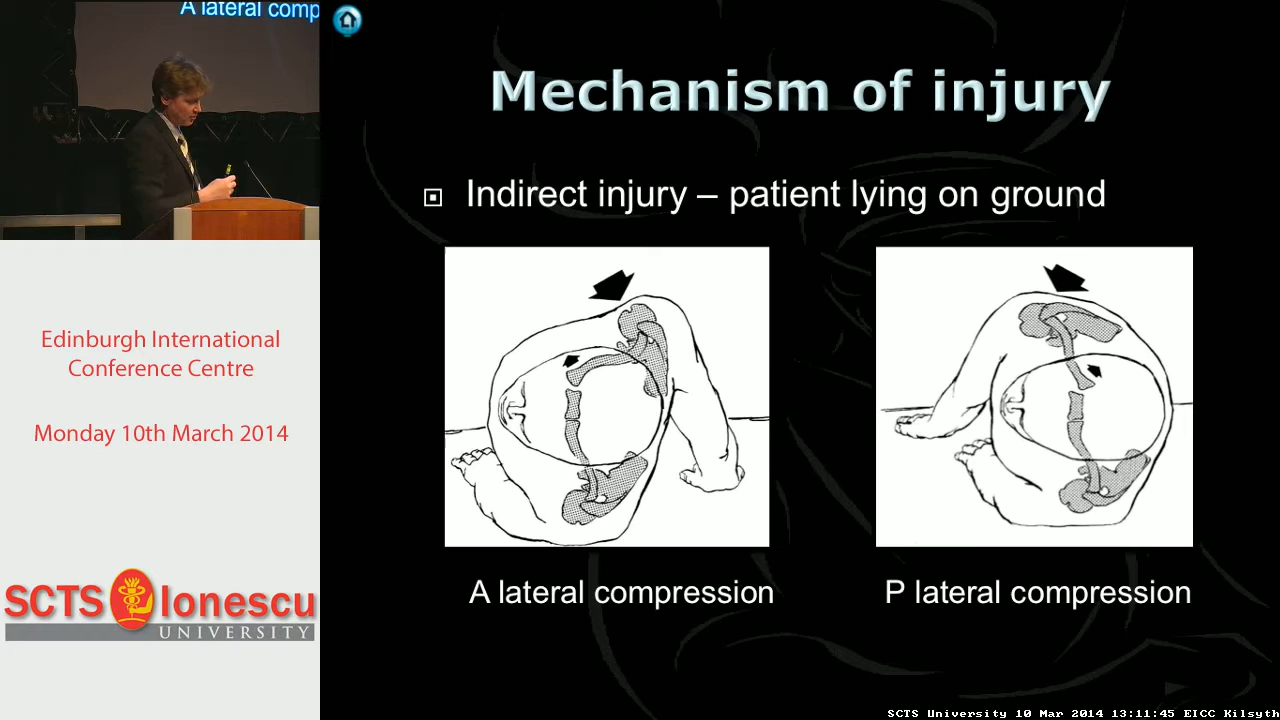 A lateral comp
Mechanism of injury
Indirect injury – patient lying on ground
A lateral compression
P lateral compression
Edinburgh International
Conference Centre
Monday 10th March 2014
SCTS Ionescu
UNIVERSITY
SCTS University 10 Mar 2014 13:11:45 EICC Kilsyth